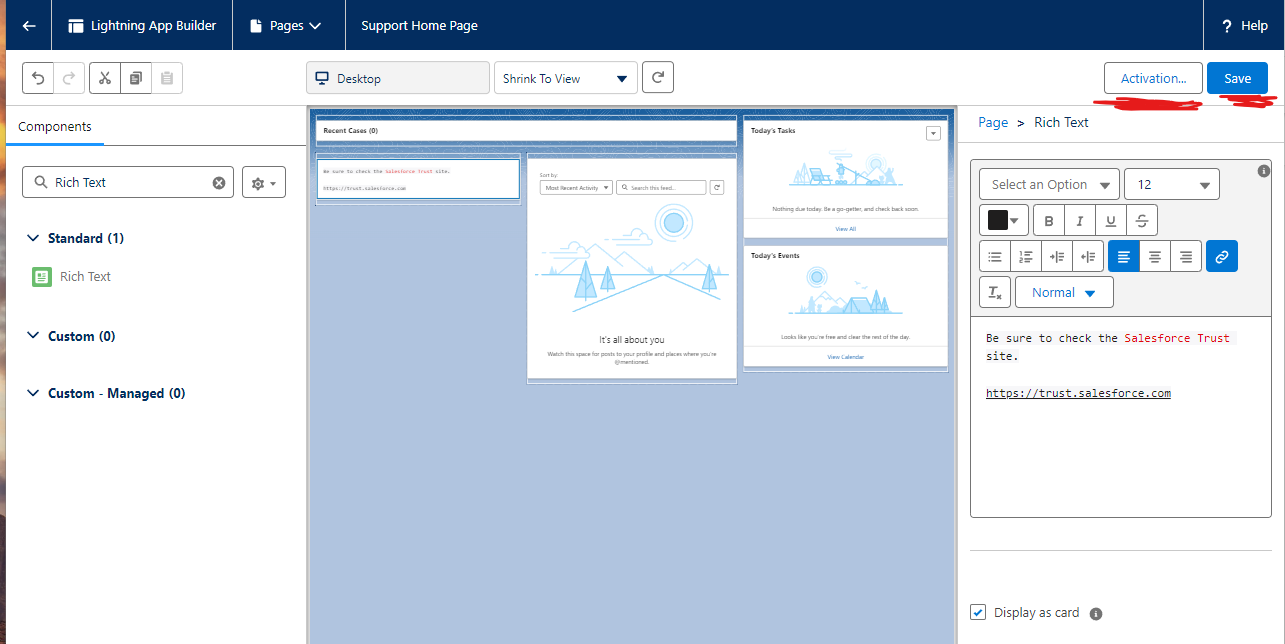 Lightning App Builder
Pages
Support Home Page
? Help
Desktop
Shrink To View
Activation...
Save
Components
Rich Text
Standard (1)
Rich Text
Custom (0)
Custom - Managed (0)
Recent Cases (0)
Be sure to check the Salesforce Trust site.
https://trust.salesforce.com
Sort by:
Most Recent Activity
Search this feed...
It's all about you
Watch this space for posts to your profile and places where you're
@mentioned.
Today's Tasks
Nothing due today. Be a go-getter, and check back soon.
View All
Today's Events
Looks like you're free and clear the rest of the day.
View Calendar
Page > Rich Text
Select an Option
12
B I U S
Normal
Be sure to check the Salesforce Trust
site.
https://trust.salesforce.com
Display as card